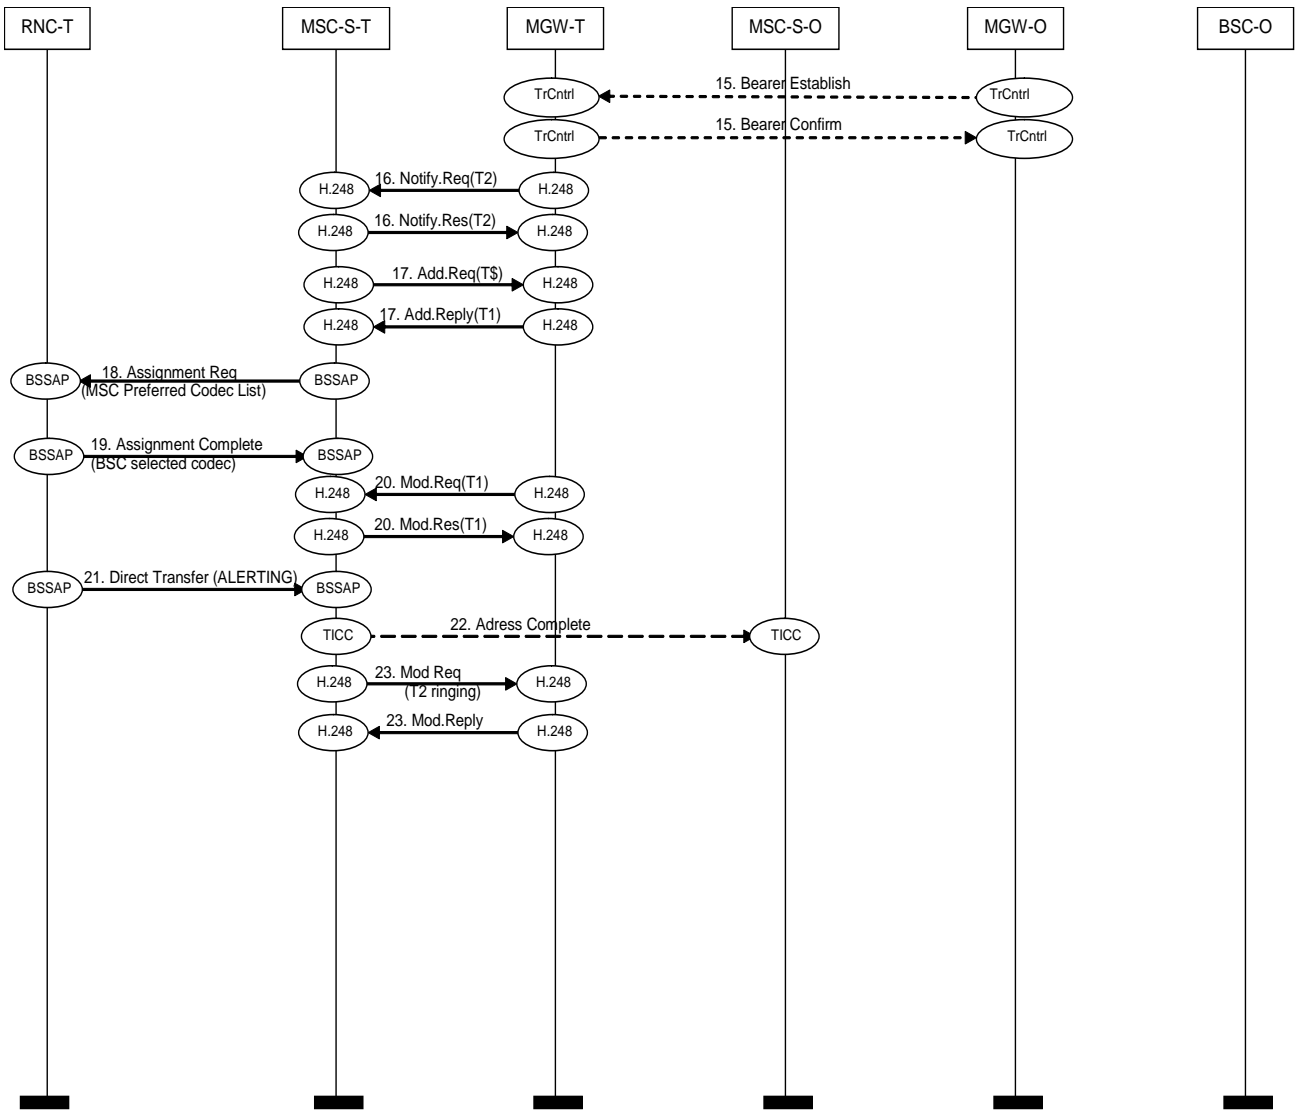 RNC-T MSC-S-T MGW-T MSC-S-O MGW-O BSC-O
TrCntrl 15. Bearer Establish TrCntrl
TrCntrl 15. Bearer Confirm TrCntrl
H.248 16. Notify.Req(T2) H.248
H.248 16. Notify.Res(T2) H.248
H.248 17. Add.Req(T$) H.248
H.248 17. Add.Reply(T1) H.248
BSSAP 18. Assignment Req BSSAP
(MSC Preferred Codec List)
BSSAP 19. Assignment Complete BSSAP
(BSC selected codec)
H.248 20. Mod.Req(T1) H.248
H.248 20. Mod.Res(T1) H.248
BSSAP 21. Direct Transfer (ALERTING) BSSAP
TICC 22. Adress Complete TICC
H.248 23. Mod Req H.248
(T2 ringing)
H.248 23. Mod.Reply H.248